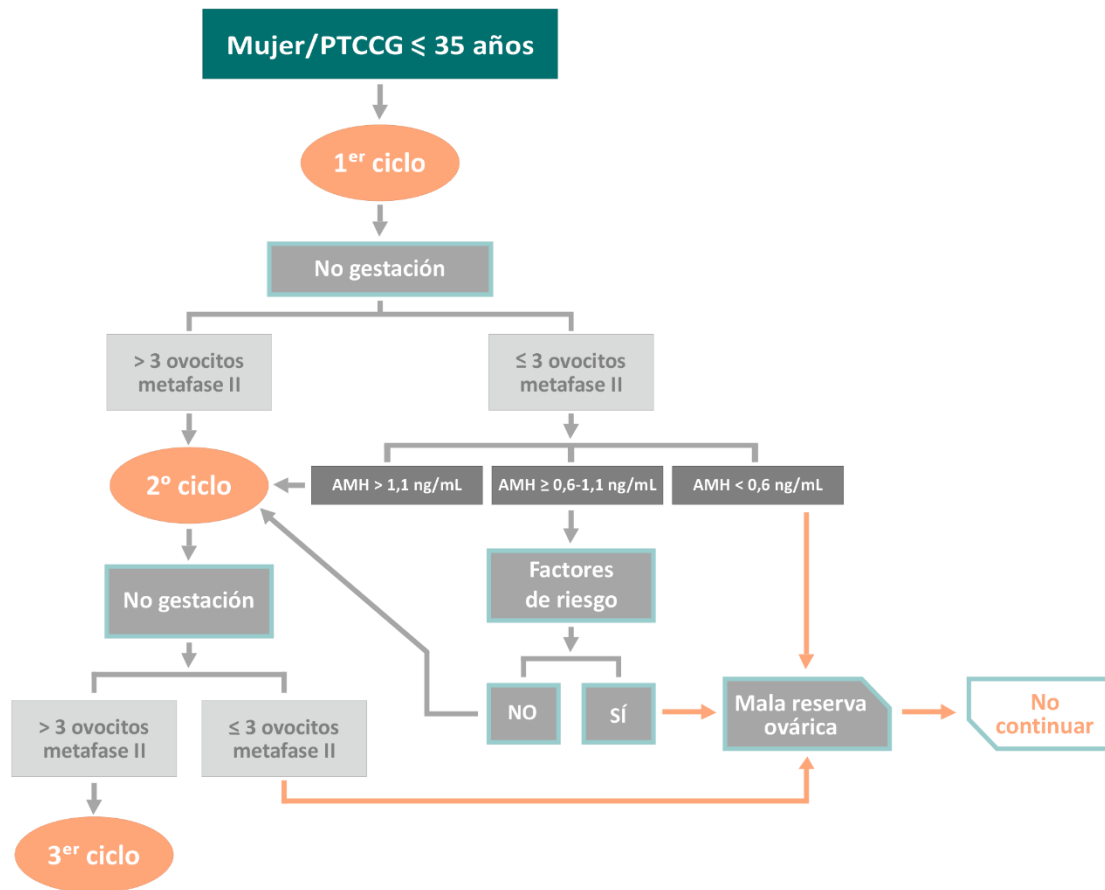 Mujer/PTCCG ⩽ 35 años
1er ciclo
No gestación
> 3 ovocitos
metafase II
≤ 3 ovocitos
metafase II
2º ciclo
AMH > 1,1 ng/mL
AMH ≥ 0,6-1,1 ng/mL
AMH < 0,6 ng/mL
No gestación
Factores
de riesgo
> 3 ovocitos
metafase II
≤ 3 ovocitos
metafase II
NO
SÍ
Mala reserva
ovárica
No
continuar
3er ciclo